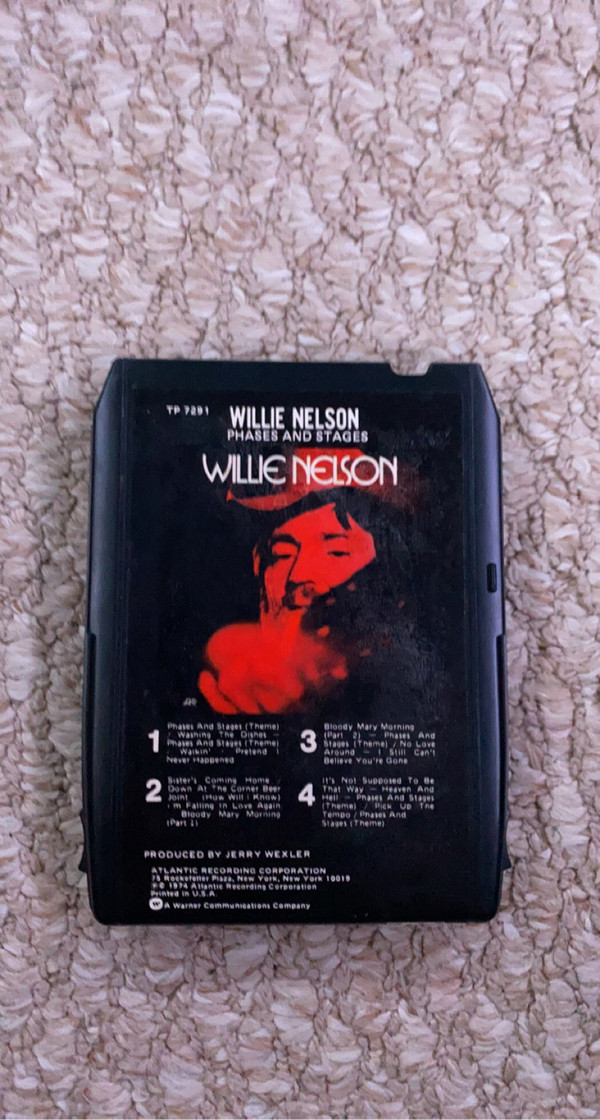 TP 7291
WILLIE NELSON
PHASES AND STAGES
WILLIE NELSON
1
Phases And Stages (Theme)
/ Washing The Dishes –
Phases And Stages (Theme)
Walkin' Pretend I
Never Happened
2
Sister's Coming Home
Down At The Corner Beer
Joint (How Will I Know)
I'm Falling In Love Again
Bloody Mary Morning
(Part 1)
3
Bloody Mary Morning
(Part 2) – Phases And
Stages (Theme) / No Love
Around – I Still Can't
Believe You're Gone
4
It's Not Supposed To Be
That Way – Heaven And
Hell – Phases And Stages
(Theme) / Pick Up The
Tempo / Phases And
Stages (Theme)
PRODUCED BY JERRY WEXLER
ATLANTIC RECORDING CORPORATION
75 Rockefeller Plaza, New York, New York 10019
℗© 1974 Atlantic Recording Corporation
Printed in U.S.A.
A Warner Communications Company